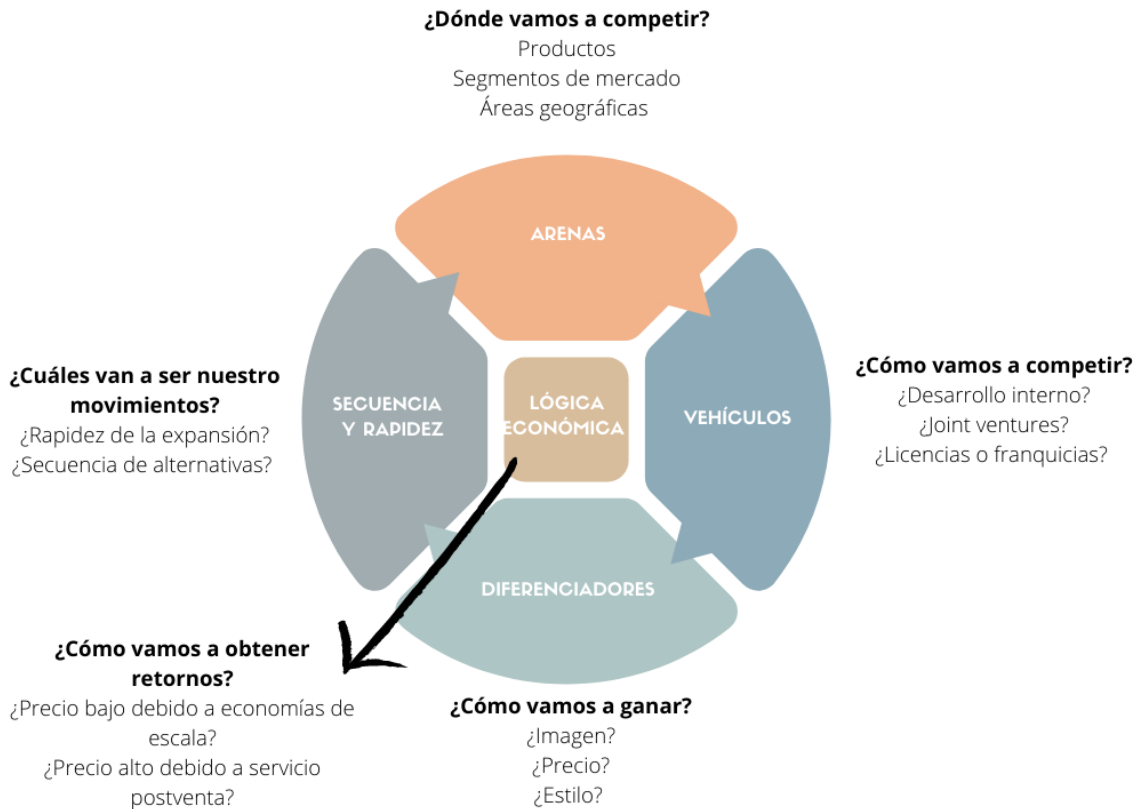 ¿Dónde vamos a competir?
Productos
Segmentos de mercado
Áreas geográficas
ARENAS
¿Cuáles van a ser nuestro
movimientos?
¿Rapidez de la expansión?
¿Secuencia de alternativas?
SECUENCIA
Y RAPIDEZ
LÓGICA
ECONÓMICA
VEHÍCULOS
¿Cómo vamos a competir?
¿Desarrollo interno?
¿Joint ventures?
¿Licencias o franquicias?
DIFERENCIADORES
¿Cómo vamos a obtener
retornos?
¿Precio bajo debido a economías de
escala?
¿Precio alto debido a servicio
postventa?
¿Cómo vamos a ganar?
¿Imagen?
¿Precio?
¿Estilo?